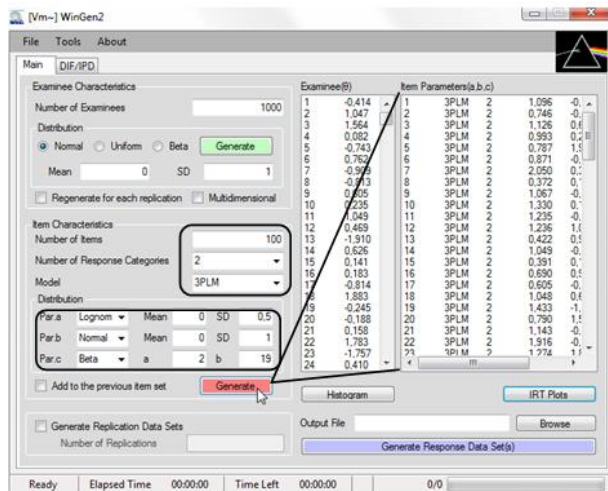 [Vm~] WinGen2
File Tools About
Main DIF/IPD
Examinee Characteristics
Number of Examinees 1000
Distribution
Normal Uniform Beta Generate
Mean 0 SD 1
Regenerate for each replication Multidimensional
Item Characteristics
Number of Items 100
Number of Response Categories 2
Model 3PLM
Distribution
Par.a Lognorm Mean 0 SD 0,5
Par.b Normal Mean 0 SD 1
Par.c Beta a 2 b 19
Add to the previous item set Generate
Generate Replication Data Sets
Number of Replications
Examinee(θ)
1 -0,414
2 1,047
3 1,564
4 0,082
5 -0,743
6 0,762
7 -0,909
8
9
10 0,235
11 1,049
12 0,469
13 -1,910
14 0,626
15 0,141
16 0,183
17 -0,814
18 1,883
19 -0,245
20 -0,188
21 0,158
22 1,783
23 -1,757
24 0,410
Item Parameters(a,b,c)
1 3PLM 2 1,096 -0,
2 3PLM 2 0,746 -0,
3 3PLM 2 1,126
4 3PLM 2 0,993
5 3PLM 2 0,787
6 3PLM 2 0,871 -0,
7 3PLM 2 2,050
8 3PLM 2 0,372
9 3PLM 2 1,067 -0,
10 3PLM 2 1,330
11 3PLM 2 1,235 -0,
12 3PLM 2 1,236
13 3PLM 2 0,422
14 3PLM 2 1,049 -0,
15 3PLM 2 0,391
16 3PLM 2 0,690
17 3PLM 2 0,605 -0,
18 3PLM 2 1,048
19 3PLM 2 1,433 -1,
20 3PLM 2 0,790
21 3PLM 2 1,143 -0,
22 3PLM 2 1,916 -0,
23 3PLM 2 1,274
Histogram IRT Plots
Output File Browse
Generate Response Data Set(s)
Ready Elapsed Time 00:00:00 Time Left 00:00:00 0/0